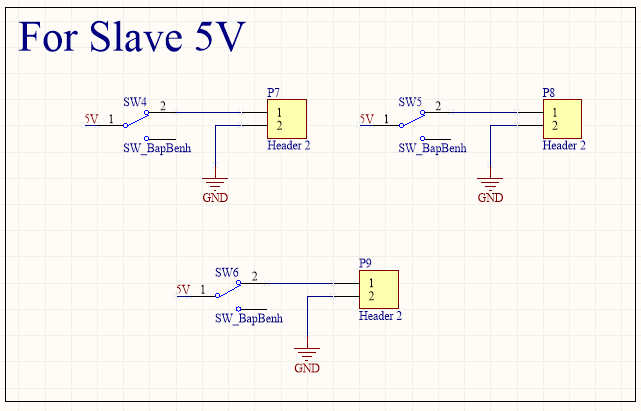 For Slave 5V
P7
SW4
2
5V 1
1
2
SW_BapBenh
Header 2
GND
P8
SW5
2
5V 1
1
2
SW_BapBenh
Header 2
GND
P9
SW6
2
5V 1
1
2
SW_BapBenh
Header 2
GND